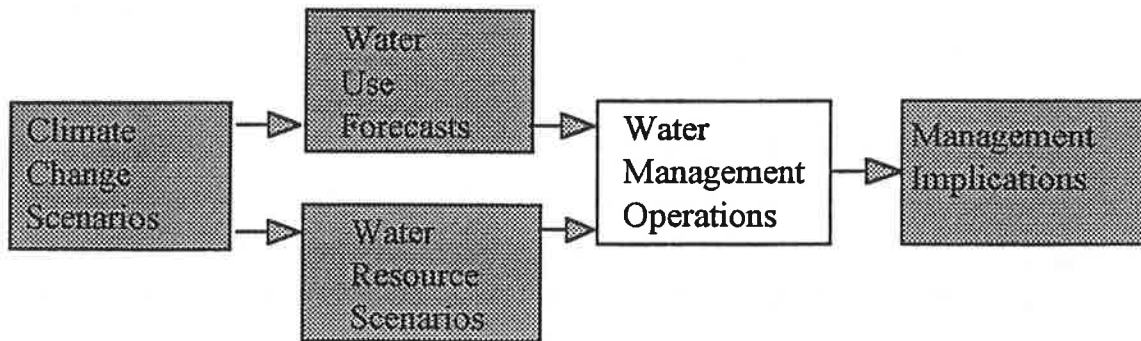 Climate
Change
Scenarios
Water
Use
Forecasts
Water
Resource
Scenarios
Water
Management
Operations
Management
Implications